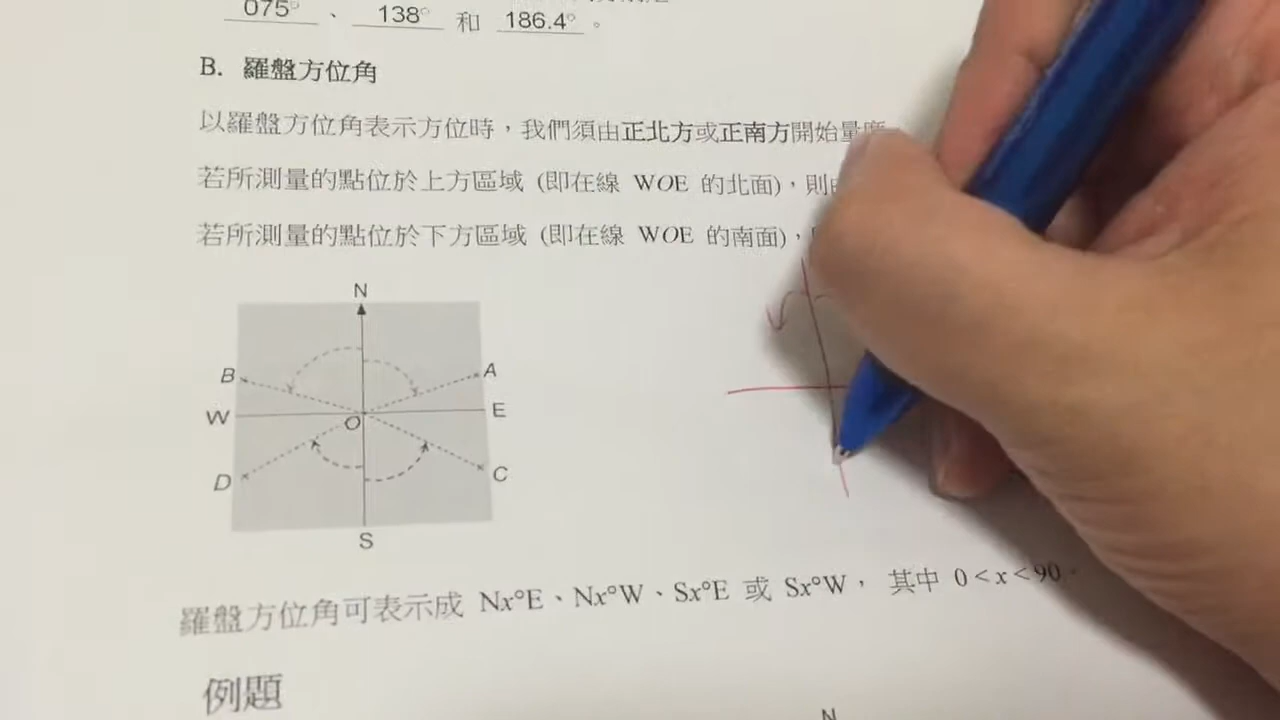 075° 、 138° 和 186.4° 。
B. 羅盤方位角
以羅盤方位角表示方位時，我們須由正北方或正南方開始量度
若所測量的點位於上方區域 (即在線 WOE 的北面)，則
若所測量的點位於下方區域 (即在線 WOE 的南面)，
N
B
A
W
E
O
D
C
S
羅盤方位角可表示成 Nx°E、Nx°W、Sx°E 或 Sx°W， 其中 0 < x < 90。
例題
N